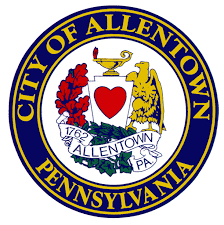 CITY OF ALLENTOWN
1762
ALLENTOWN
PA
PENNSYLVANIA